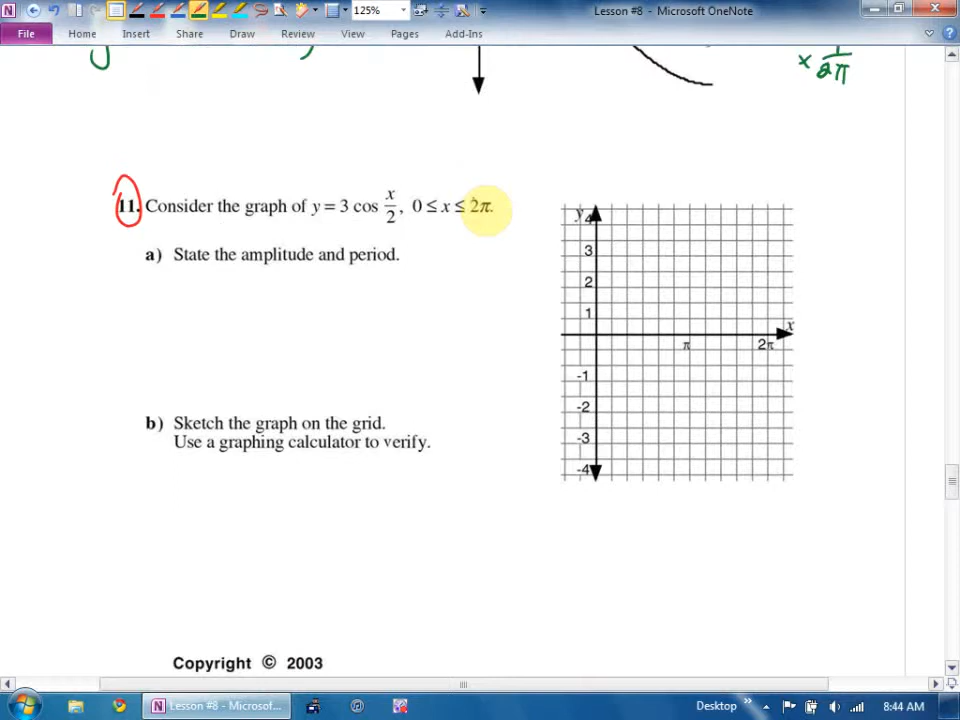 125%
Lesson #8 - Microsoft OneNote
File Home Insert Share Draw Review View Pages Add-Ins
y
× 1/2π
11. Consider the graph of y = 3 cos x/2, 0 ≤ x ≤ 2π.
a) State the amplitude and period.
b) Sketch the graph on the grid.
Use a graphing calculator to verify.
y
4
3
2
1
x
π 2π
-1
-2
-3
-4
Copyright © 2003
Lesson #8 - Microsof...
Desktop »
8:44 AM